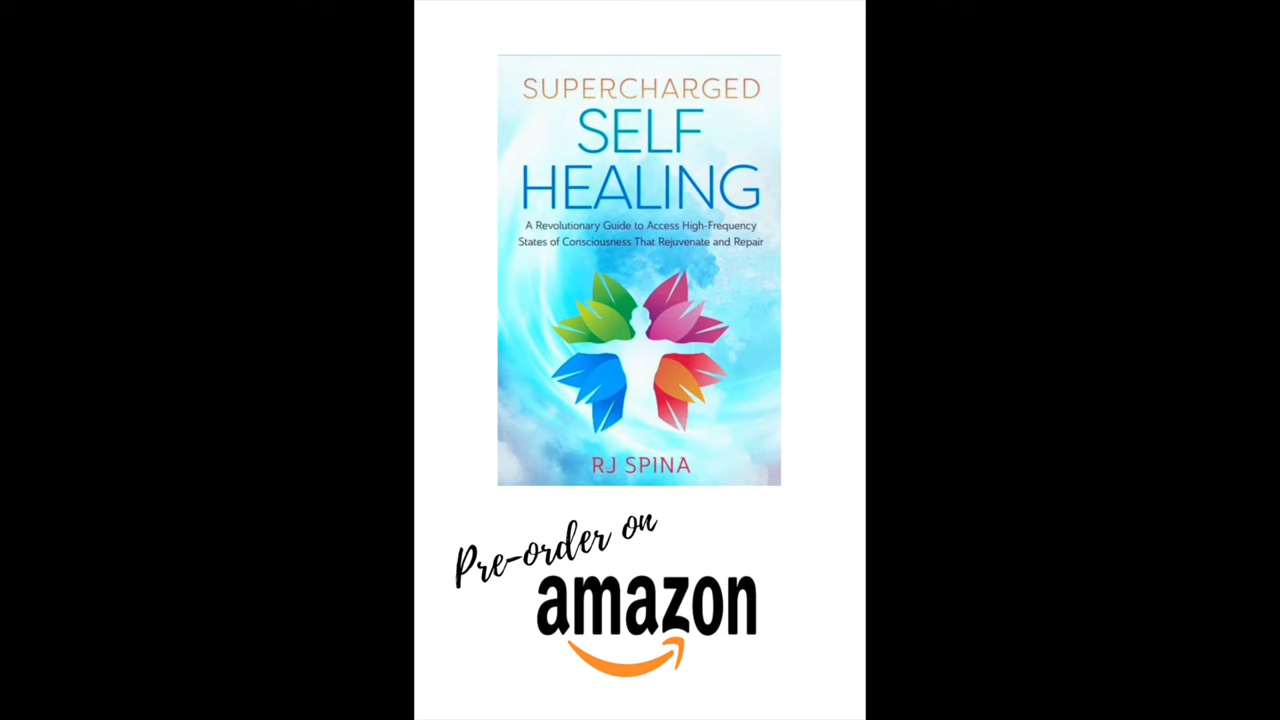 SUPERCHARGED
SELF
HEALING
A Revolutionary Guide to Access High-Frequency
States of Consciousness That Rejuvenate and Repair
RJ SPINA
Pre-order on
amazon